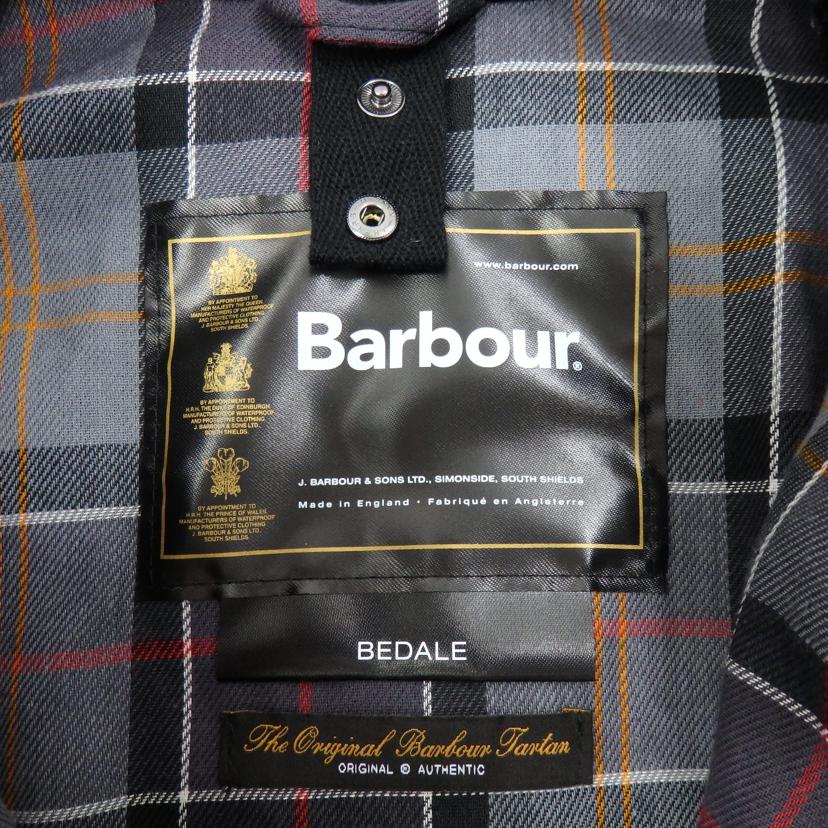 www.barbour.com
Barbour®
BY APPOINTMENT TO
HER MAJESTY THE QUEEN
MANUFACTURERS OF WATERPROOF
AND PROTECTIVE CLOTHING
J. BARBOUR & SONS LTD.
SOUTH SHIELDS.
BY APPOINTMENT TO
H.R.H. THE DUKE OF EDINBURGH
MANUFACTURERS OF WATERPROOF
AND PROTECTIVE CLOTHING
J. BARBOUR & SONS LTD.
SOUTH SHIELDS.
BY APPOINTMENT TO
H.R.H. THE PRINCE OF WALES.
MANUFACTURERS OF WATERPROOF
AND PROTECTIVE CLOTHING
J. BARBOUR & SONS LTD.,
SOUTH SHIELDS.
J. BARBOUR & SONS LTD., SIMONSIDE, SOUTH SHIELDS
Made in England · Fabriqué en Angleterre
BEDALE
The Original Barbour Tartan
ORIGINAL ® AUTHENTIC